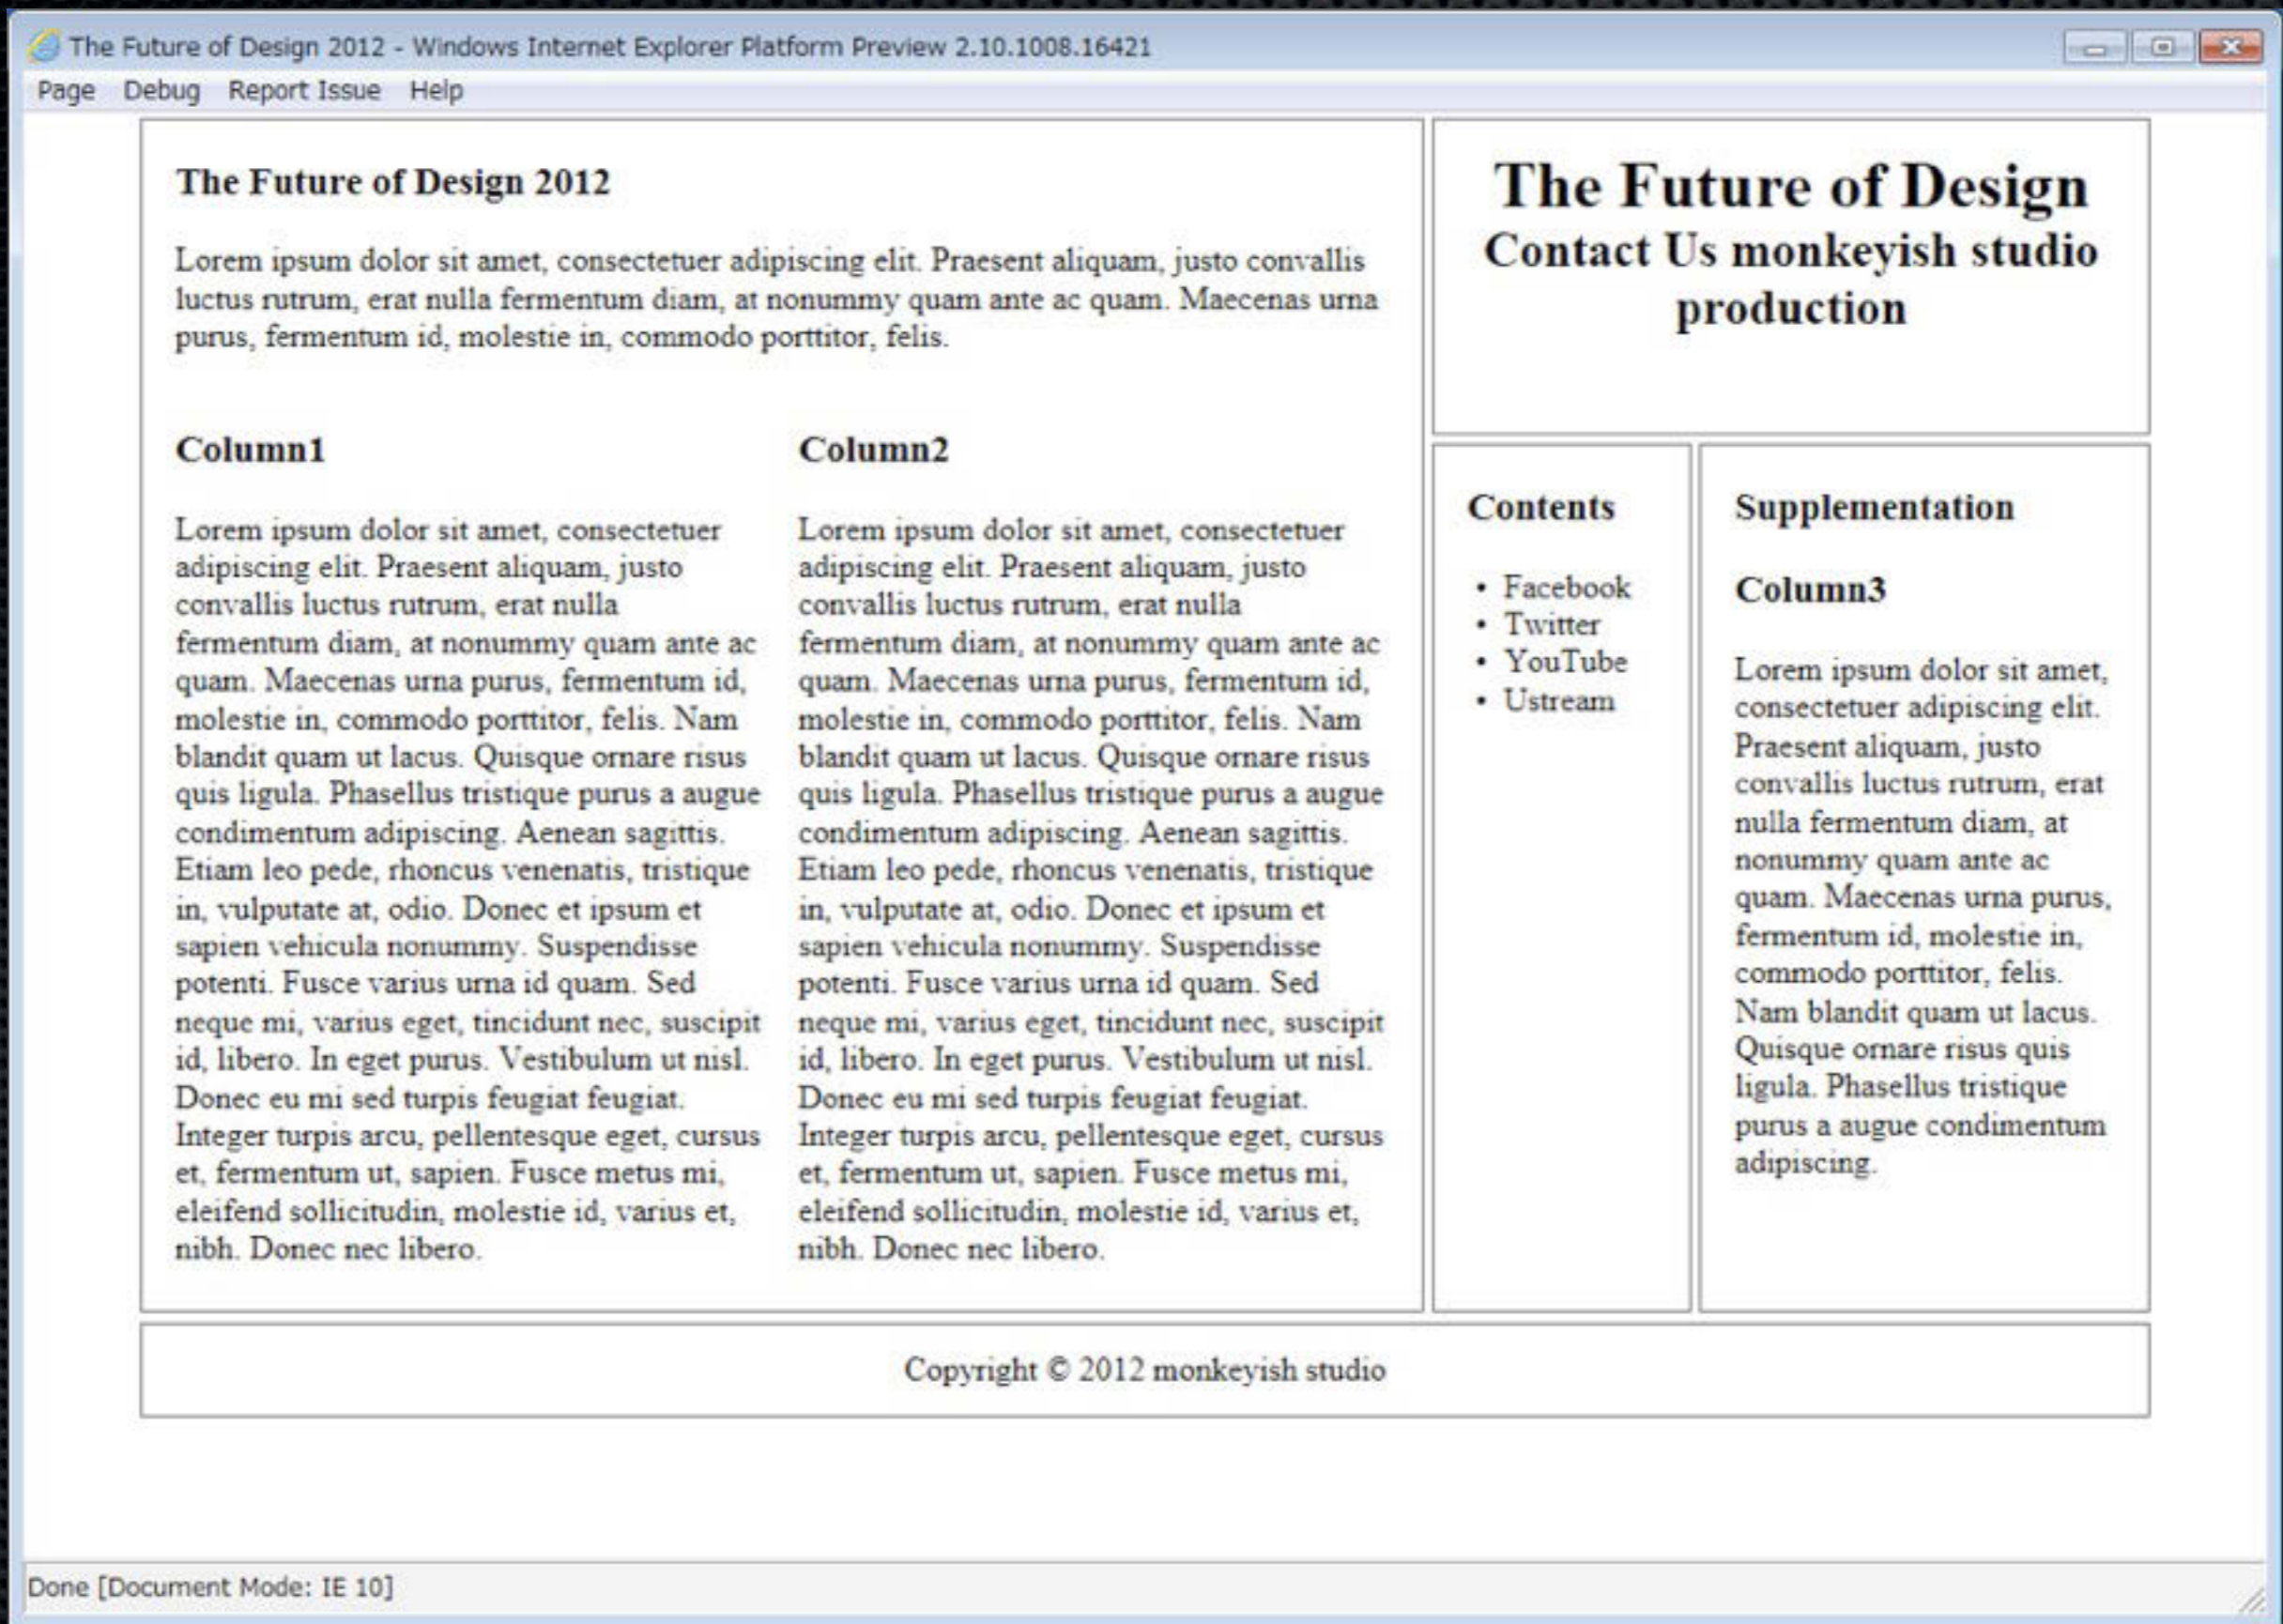 The Future of Design 2012 - Windows Internet Explorer Platform Preview 2.10.1008.16421
Page Debug Report Issue Help
The Future of Design 2012
Lorem ipsum dolor sit amet, consectetuer adipiscing elit. Praesent aliquam, justo convallis
luctus rutrum, erat nulla fermentum diam, at nonummy quam ante ac quam. Maecenas urna
purus, fermentum id, molestie in, commodo porttitor, felis.
Column1
Lorem ipsum dolor sit amet, consectetuer
adipiscing elit. Praesent aliquam, justo
convallis luctus rutrum, erat nulla
fermentum diam, at nonummy quam ante ac
quam. Maecenas urna purus, fermentum id,
molestie in, commodo porttitor, felis. Nam
blandit quam ut lacus. Quisque ornare risus
quis ligula. Phasellus tristique purus a augue
condimentum adipiscing. Aenean sagittis.
Etiam leo pede, rhoncus venenatis, tristique
in, vulputate at, odio. Donec et ipsum et
sapien vehicula nonummy. Suspendisse
potenti. Fusce varius urna id quam. Sed
neque mi, varius eget, tincidunt nec, suscipit
id, libero. In eget purus. Vestibulum ut nisl.
Donec eu mi sed turpis feugiat feugiat.
Integer turpis arcu, pellentesque eget, cursus
et, fermentum ut, sapien. Fusce metus mi,
eleifend sollicitudin, molestie id, varius et,
nibh. Donec nec libero.
Column2
Lorem ipsum dolor sit amet, consectetuer
adipiscing elit. Praesent aliquam, justo
convallis luctus rutrum, erat nulla
fermentum diam, at nonummy quam ante ac
quam. Maecenas urna purus, fermentum id,
molestie in, commodo porttitor, felis. Nam
blandit quam ut lacus. Quisque ornare risus
quis ligula. Phasellus tristique purus a augue
condimentum adipiscing. Aenean sagittis.
Etiam leo pede, rhoncus venenatis, tristique
in, vulputate at, odio. Donec et ipsum et
sapien vehicula nonummy. Suspendisse
potenti. Fusce varius urna id quam. Sed
neque mi, varius eget, tincidunt nec, suscipit
id, libero. In eget purus. Vestibulum ut nisl.
Donec eu mi sed turpis feugiat feugiat.
Integer turpis arcu, pellentesque eget, cursus
et, fermentum ut, sapien. Fusce metus mi,
eleifend sollicitudin, molestie id, varius et,
nibh. Donec nec libero.
The Future of Design
Contact Us monkeyish studio
production
Contents
• Facebook
• Twitter
• YouTube
• Ustream
Supplementation
Column3
Lorem ipsum dolor sit amet,
consectetuer adipiscing elit.
Praesent aliquam, justo
convallis luctus rutrum, erat
nulla fermentum diam, at
nonummy quam ante ac
quam. Maecenas urna purus,
fermentum id, molestie in,
commodo porttitor, felis.
Nam blandit quam ut lacus.
Quisque ornare risus quis
ligula. Phasellus tristique
purus a augue condimentum
adipiscing.
Copyright © 2012 monkeyish studio
Done [Document Mode: IE 10]